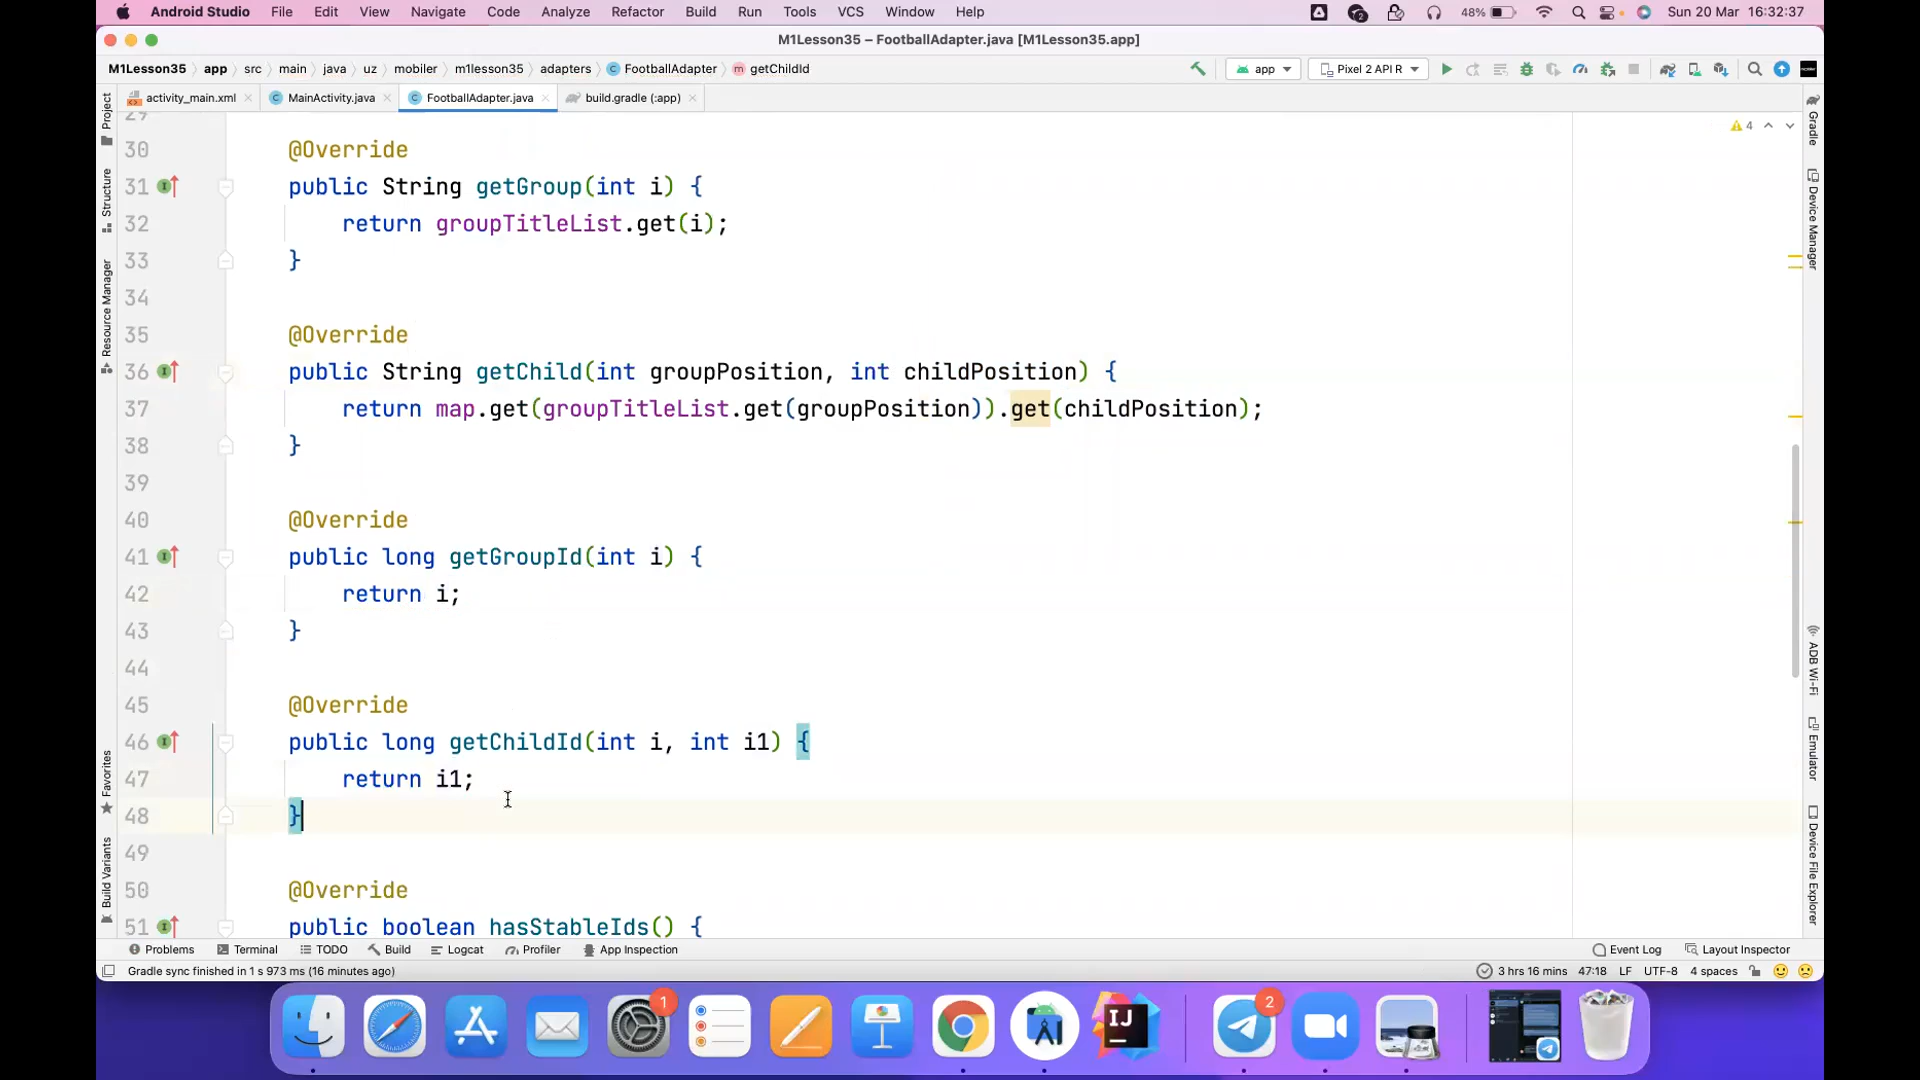 Android Studio File Edit View Navigate Code Analyze Refactor Build Run Tools VCS Window Help 2 48% Sun 20 Mar 16:32:37
M1Lesson35 – FootballAdapter.java [M1Lesson35.app]
M1Lesson35 app src main java uz mobiler m1lesson35 adapters FootballAdapter getChildId app Pixel 2 API R
activity_main.xml MainActivity.java FootballAdapter.java build.gradle (:app)
Project
Structure
Resource Manager
Favorites
Build Variants
4
29
30 @Override
31 public String getGroup(int i) {
32 return groupTitleList.get(i);
33 }
34
35 @Override
36 public String getChild(int groupPosition, int childPosition) {
37 return map.get(groupTitleList.get(groupPosition)).get(childPosition);
38 }
39
40 @Override
41 public long getGroupId(int i) {
42 return i;
43 }
44
45 @Override
46 public long getChildId(int i, int i1) {
47 return i1;
48 }
49
50 @Override
51 public boolean hasStableIds() {
Gradle
Device Manager
ADB Wi-Fi
Emulator
Device File Explorer
Problems Terminal TODO Build Logcat Profiler App Inspection Event Log Layout Inspector
Gradle sync finished in 1 s 973 ms (16 minutes ago) 3 hrs 16 mins 47:18 LF UTF-8 4 spaces
1
IJ
2